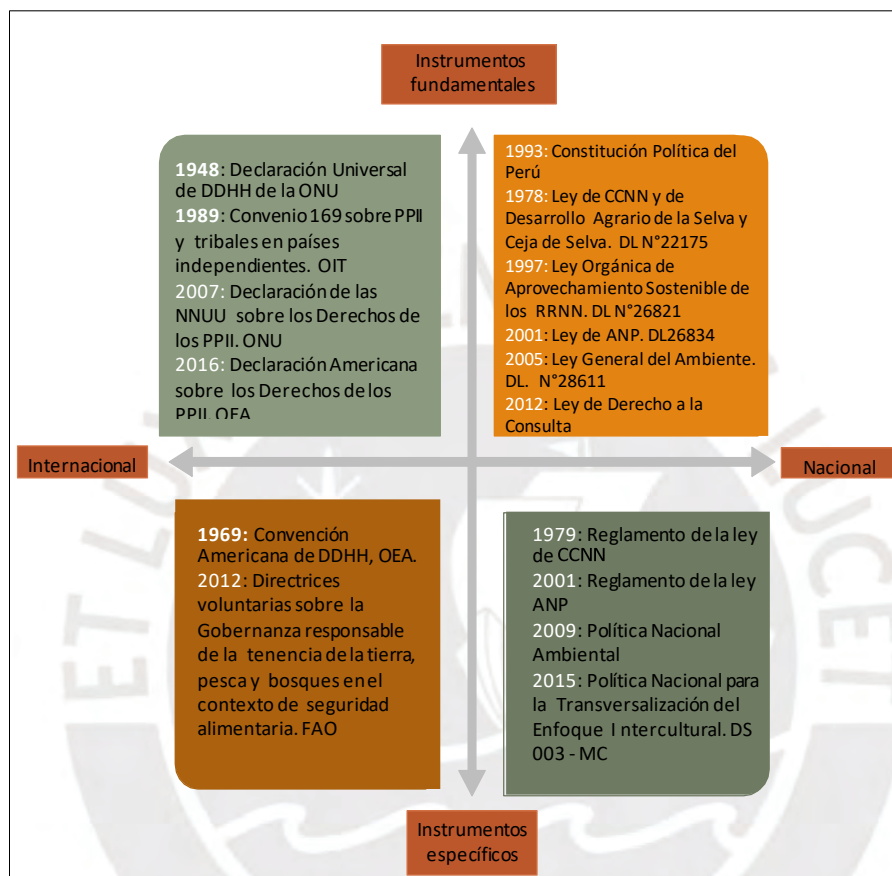 Instrumentos
fundamentales
1948: Declaración Universal
de DDHH de la ONU
1989: Convenio 169 sobre PPII
y tribales en países
independientes. OIT
2007: Declaración de las
NNUU sobre los Derechos de
los PPII. ONU
2016: Declaración Americana
sobre los Derechos de los
PPII. OEA
1993: Constitución Política del
Perú
1978: Ley de CCNN y de
Desarrollo Agrario de la Selva y
Ceja de Selva. DL N°22175
1997: Ley Orgánica de
Aprovechamiento Sostenible de
los RRNN. DL N°26821
2001: Ley de ANP. DL26834
2005: Ley General del Ambiente.
DL. N°28611
2012: Ley de Derecho a la
Consulta
Internacional
Nacional
1969: Convención
Americana de DDHH, OEA.
2012: Directrices
voluntarias sobre la
Gobernanza responsable
de la tenencia de la tierra,
pesca y bosques en el
contexto de seguridad
alimentaria. FAO
1979: Reglamento de la ley
de CCNN
2001: Reglamento de la ley
ANP
2009: Política Nacional
Ambiental
2015: Política Nacional para
la Transversalización del
Enfoque I ntercultural. DS
003 - MC
Instrumentos
específicos